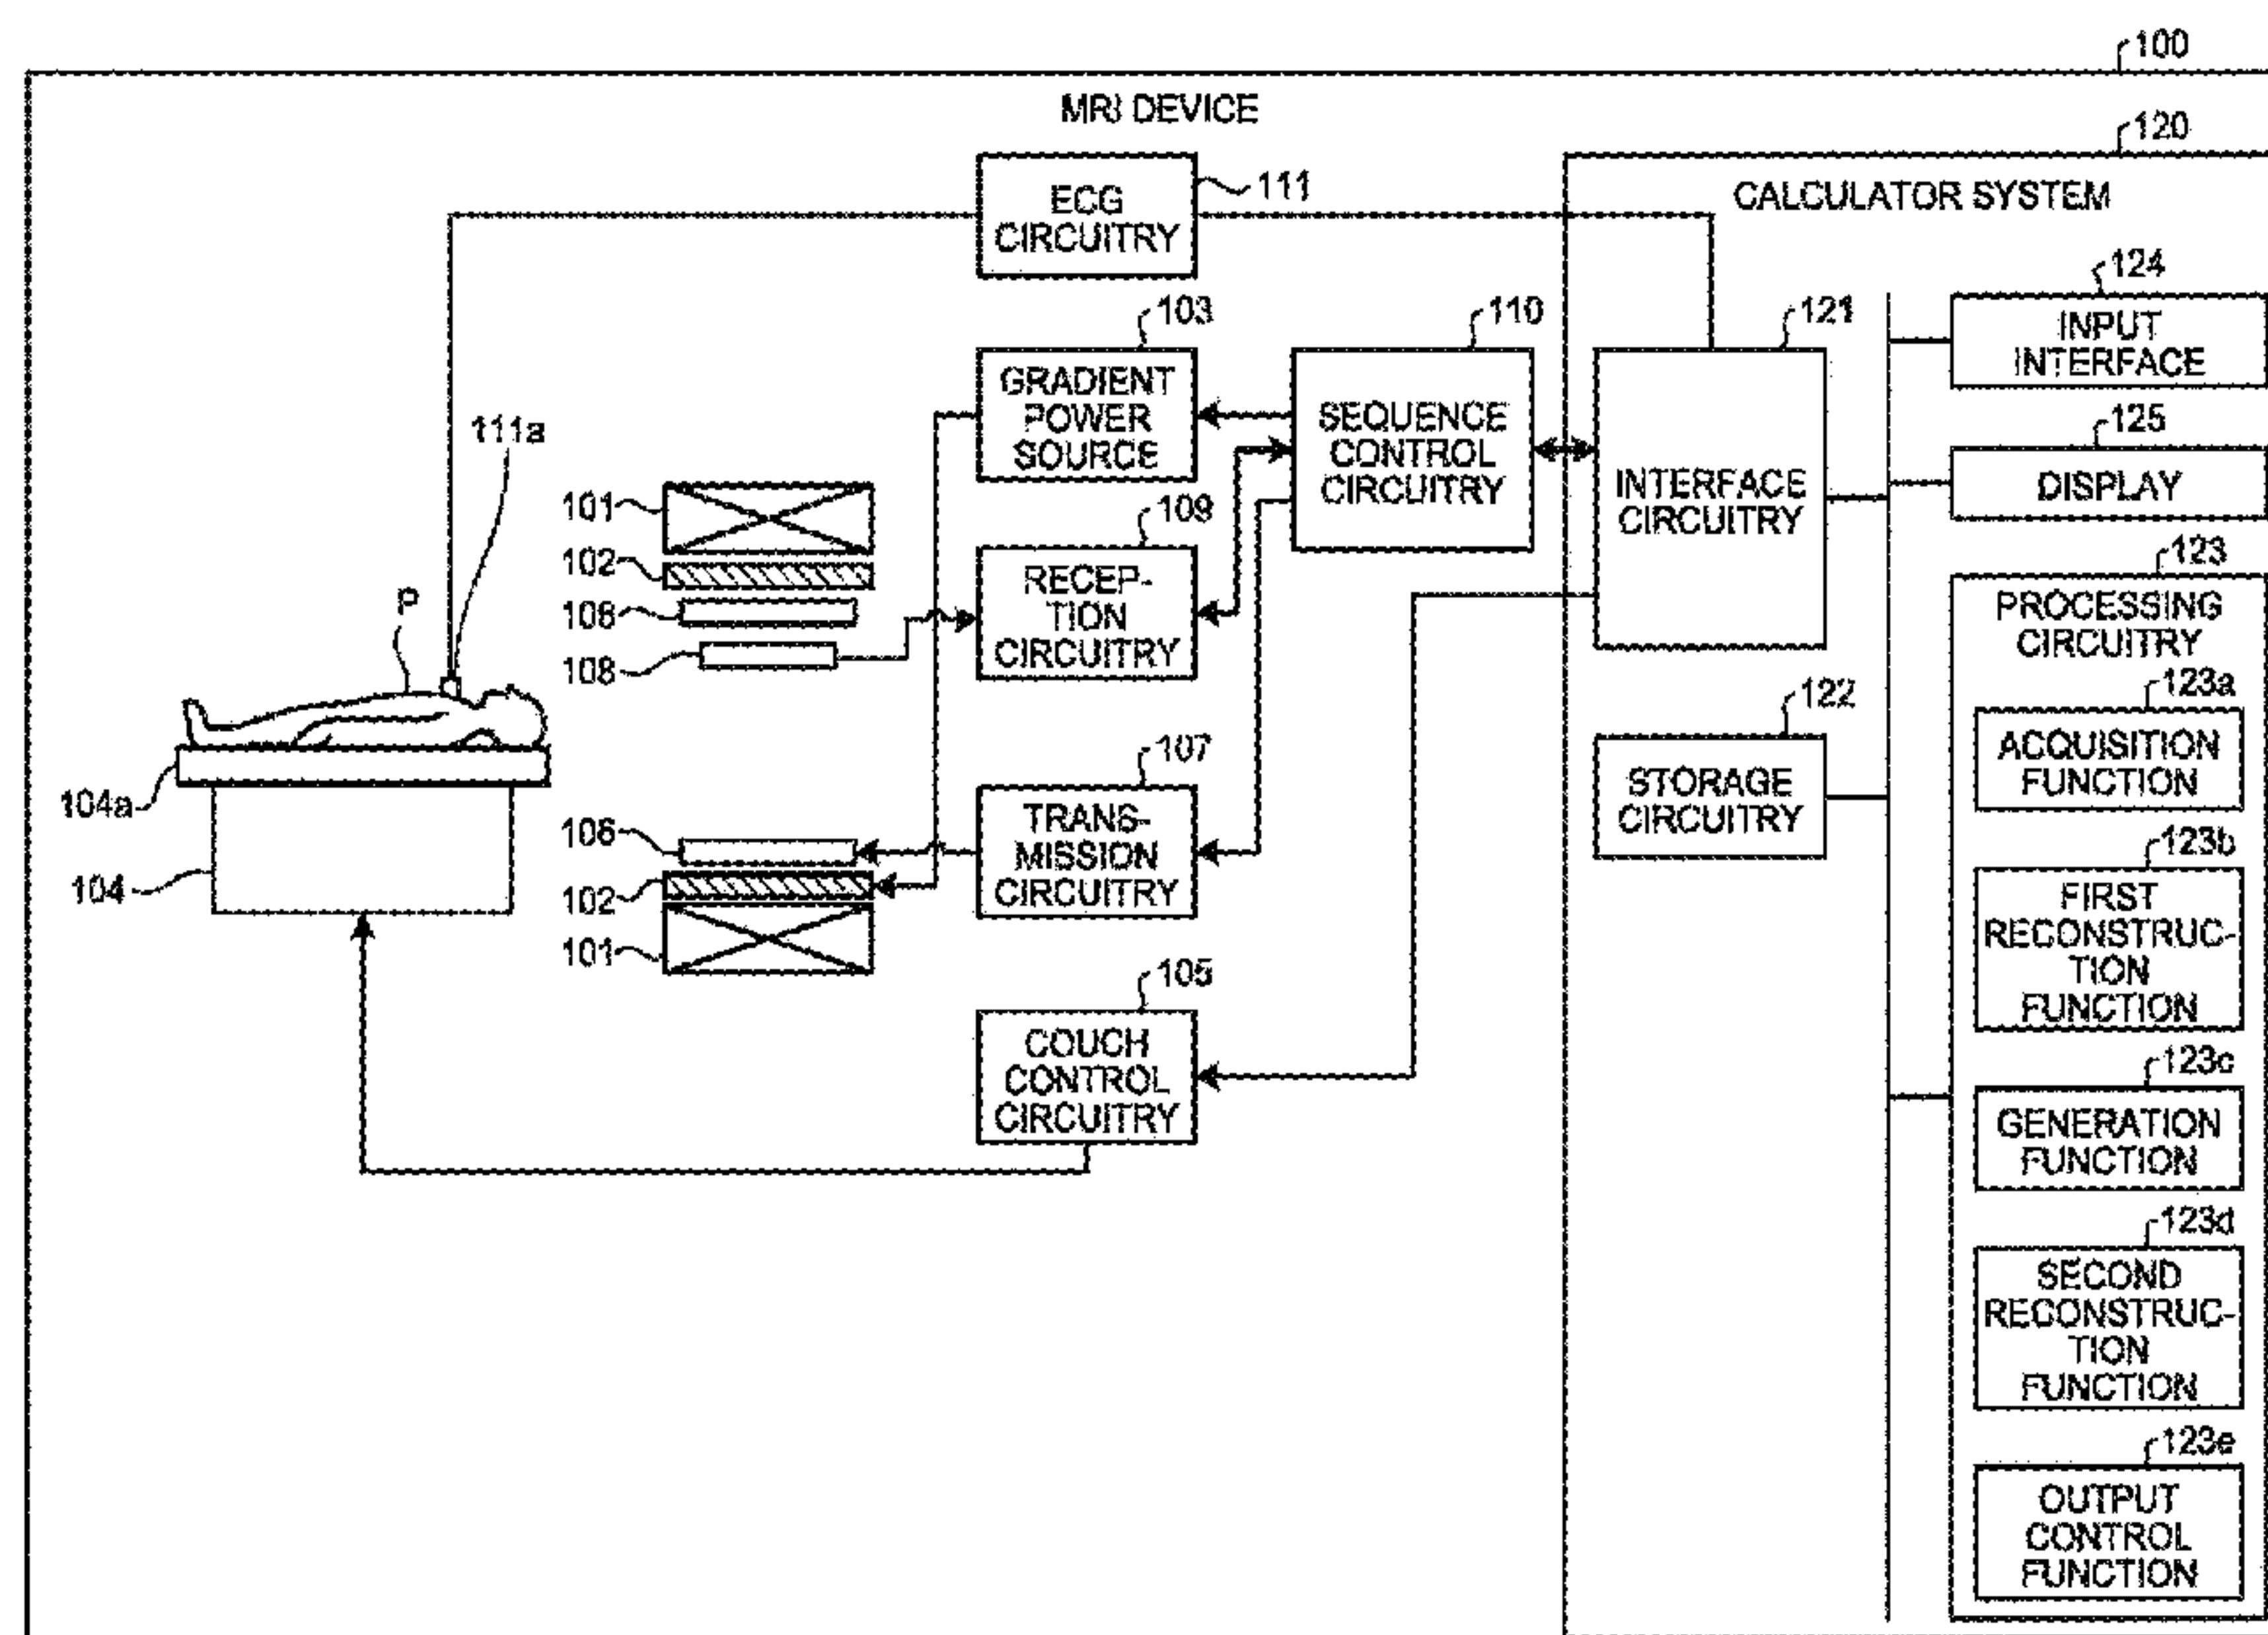 100
MRI DEVICE
120
CALCULATOR SYSTEM
ECG
CIRCUITRY
111
124
INPUT
INTERFACE
103
GRADIENT
POWER
SOURCE
110
SEQUENCE
CONTROL
CIRCUITRY
121
INTERFACE
CIRCUITRY
125
DISPLAY
111a
101
102
106
108
109
RECEP-
TION
CIRCUITRY
P
104a
104
123
PROCESSING
CIRCUITRY
123a
ACQUISITION
FUNCTION
122
STORAGE
CIRCUITRY
107
TRANS-
MISSION
CIRCUITRY
106
102
101
123b
FIRST
RECONSTRUC-
TION
FUNCTION
105
COUCH
CONTROL
CIRCUITRY
123c
GENERATION
FUNCTION
123d
SECOND
RECONSTRUC-
TION
FUNCTION
123e
OUTPUT
CONTROL
FUNCTION